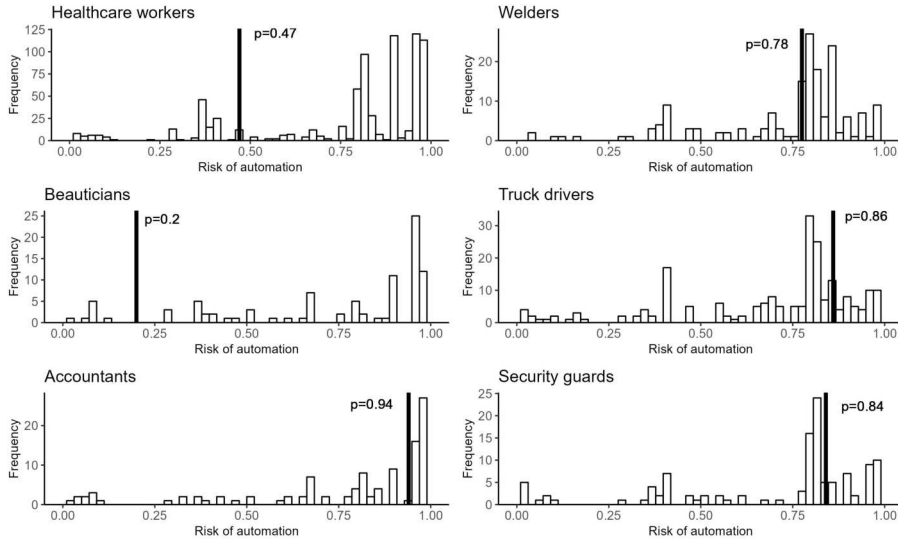 Healthcare workers
Frequency
125
100
75
50
25
0
p=0.47
0.00 0.25 0.50 0.75 1.00
Risk of automation
Welders
Frequency
20
10
0
p=0.78
0.00 0.25 0.50 0.75 1.00
Risk of automation
Beauticians
Frequency
25
20
15
10
5
0
p=0.2
0.00 0.25 0.50 0.75 1.00
Risk of automation
Truck drivers
Frequency
30
20
10
0
p=0.86
0.00 0.25 0.50 0.75 1.00
Risk of automation
Accountants
Frequency
20
10
0
p=0.94
0.00 0.25 0.50 0.75 1.00
Risk of automation
Security guards
Frequency
25
20
15
10
5
0
p=0.84
0.00 0.25 0.50 0.75 1.00
Risk of automation